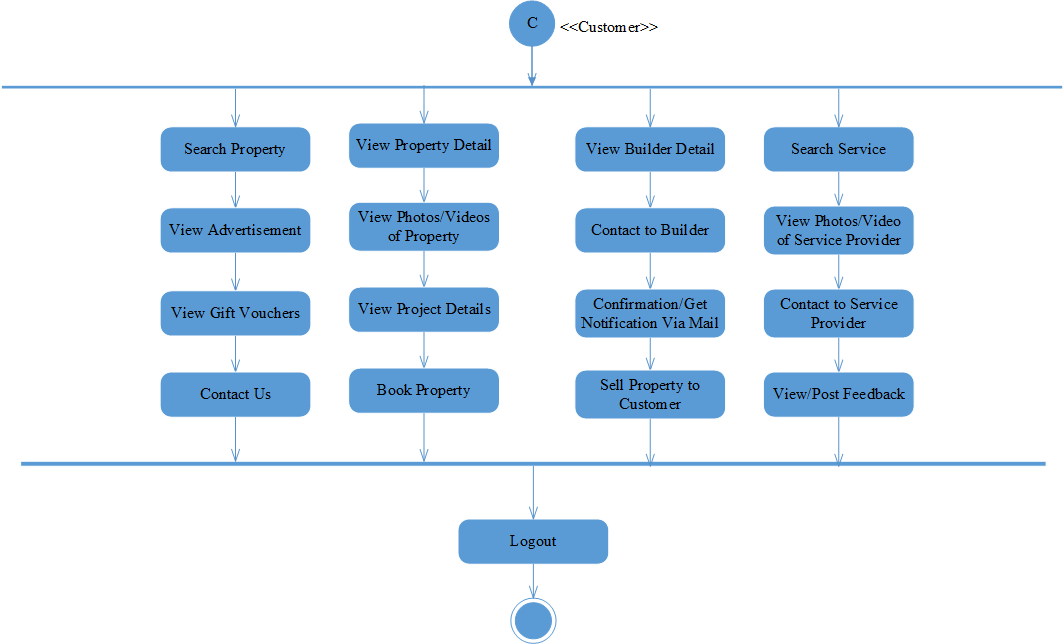 C
<<Customer>>
Search Property
View Property Detail
View Builder Detail
Search Service
View Advertisement
View Photos/Videos
of Property
Contact to Builder
View Photos/Video
of Service Provider
View Gift Vouchers
View Project Details
Confirmation/Get
Notification Via Mail
Contact to Service
Provider
Contact Us
Book Property
Sell Property to
Customer
View/Post Feedback
Logout